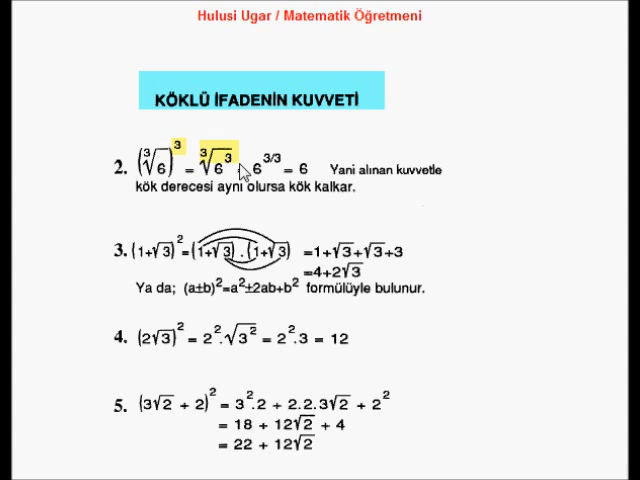 Hulusi Ugar / Matematik Öğretmeni
KÖKLÜ İFADENİN KUVVETİ
2. (∛6)³ = ∛6³ 6^3/3 = 6 Yani alınan kuvvetle
kök derecesi aynı olursa kök kalkar.
3. (1+√3)²=(1+√3) . (1+√3) =1+√3+√3+3
=4+2√3
Ya da; (a±b)²=a²±2ab+b² formülüyle bulunur.
4. (2√3)² = 2².√3² = 2².3 = 12
5. (3√2 + 2)² = 3².2 + 2.2.3√2 + 2²
= 18 + 12√2 + 4
= 22 + 12√2